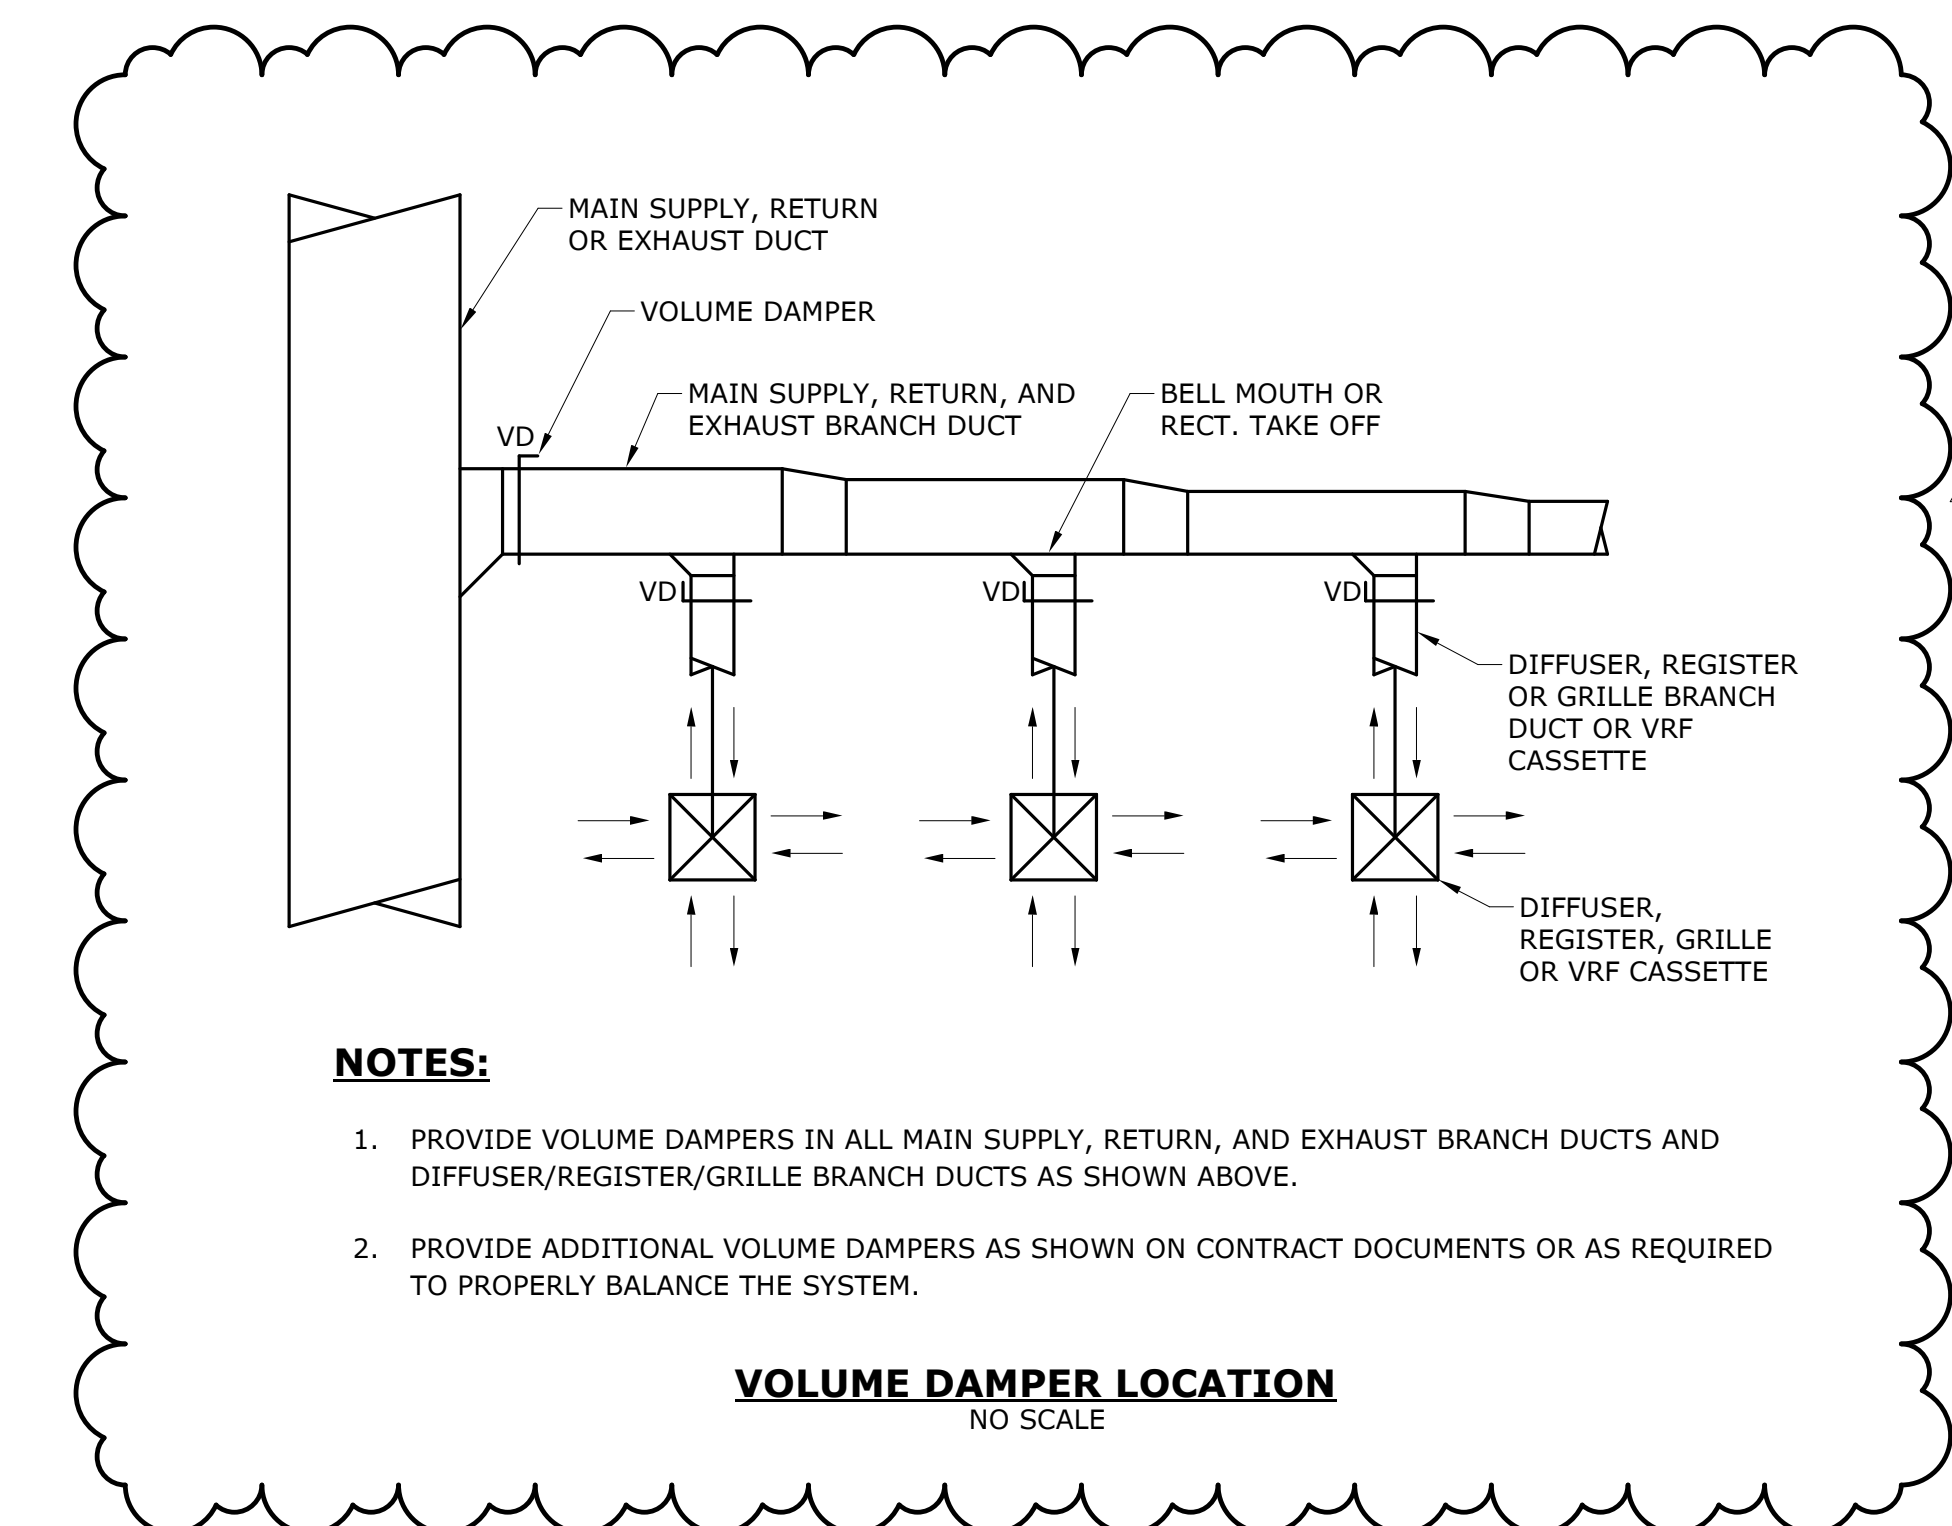 MAIN SUPPLY, RETURN
OR EXHAUST DUCT
VOLUME DAMPER
MAIN SUPPLY, RETURN, AND
EXHAUST BRANCH DUCT
BELL MOUTH OR
RECT. TAKE OFF
VD
VD
VD
VD
DIFFUSER, REGISTER
OR GRILLE BRANCH
DUCT OR VRF
CASSETTE
DIFFUSER,
REGISTER, GRILLE
OR VRF CASSETTE
NOTES:
1. PROVIDE VOLUME DAMPERS IN ALL MAIN SUPPLY, RETURN, AND EXHAUST BRANCH DUCTS AND
DIFFUSER/REGISTER/GRILLE BRANCH DUCTS AS SHOWN ABOVE.
2. PROVIDE ADDITIONAL VOLUME DAMPERS AS SHOWN ON CONTRACT DOCUMENTS OR AS REQUIRED
TO PROPERLY BALANCE THE SYSTEM.
VOLUME DAMPER LOCATION
NO SCALE